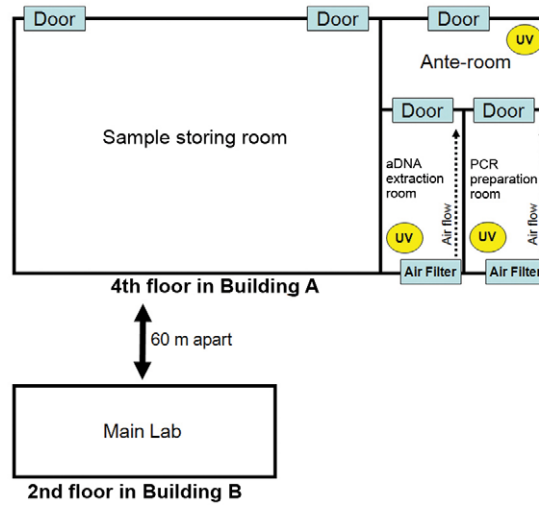 Door
Door
Door
UV
Ante-room
Sample storing room
Door
Door
aDNA
extraction
room
PCR
preparation
room
Air flow
Air flow
UV
UV
Air Filter
Air Filter
4th floor in Building A
60 m apart
Main Lab
2nd floor in Building B